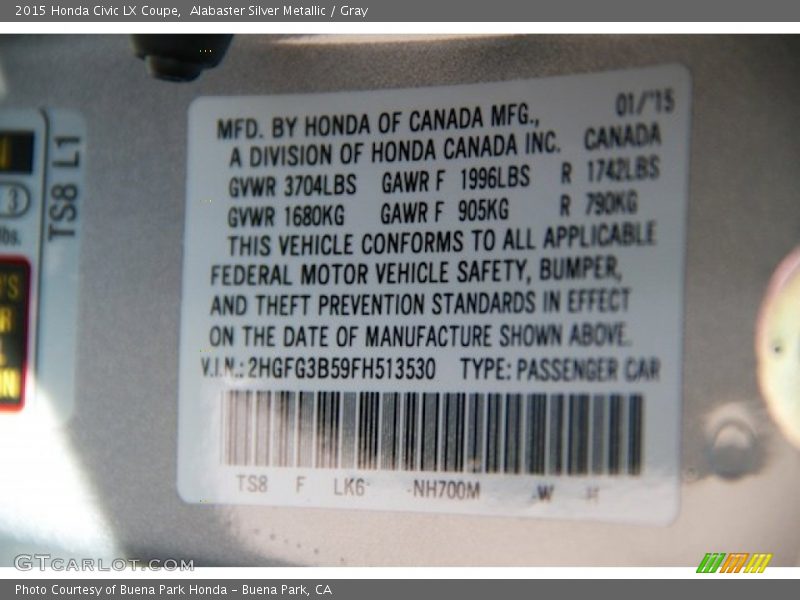 2015 Honda Civic LX Coupe, Alabaster Silver Metallic / Gray
TS8 L1
3
lbs.
01/'15
MFD. BY HONDA OF CANADA MFG.,
A DIVISION OF HONDA CANADA INC. CANADA
GVWR 3704LBS GAWR F 1996LBS R 1742LBS
GVWR 1680KG GAWR F 905KG R 790KG
THIS VEHICLE CONFORMS TO ALL APPLICABLE
FEDERAL MOTOR VEHICLE SAFETY, BUMPER,
AND THEFT PREVENTION STANDARDS IN EFFECT
ON THE DATE OF MANUFACTURE SHOWN ABOVE.
V.I.N.: 2HGFG3B59FH513530 TYPE: PASSENGER CAR
TS8 F LK6- -NH700M -W H
GTCARLOT.COM
Photo Courtesy of Buena Park Honda - Buena Park, CA